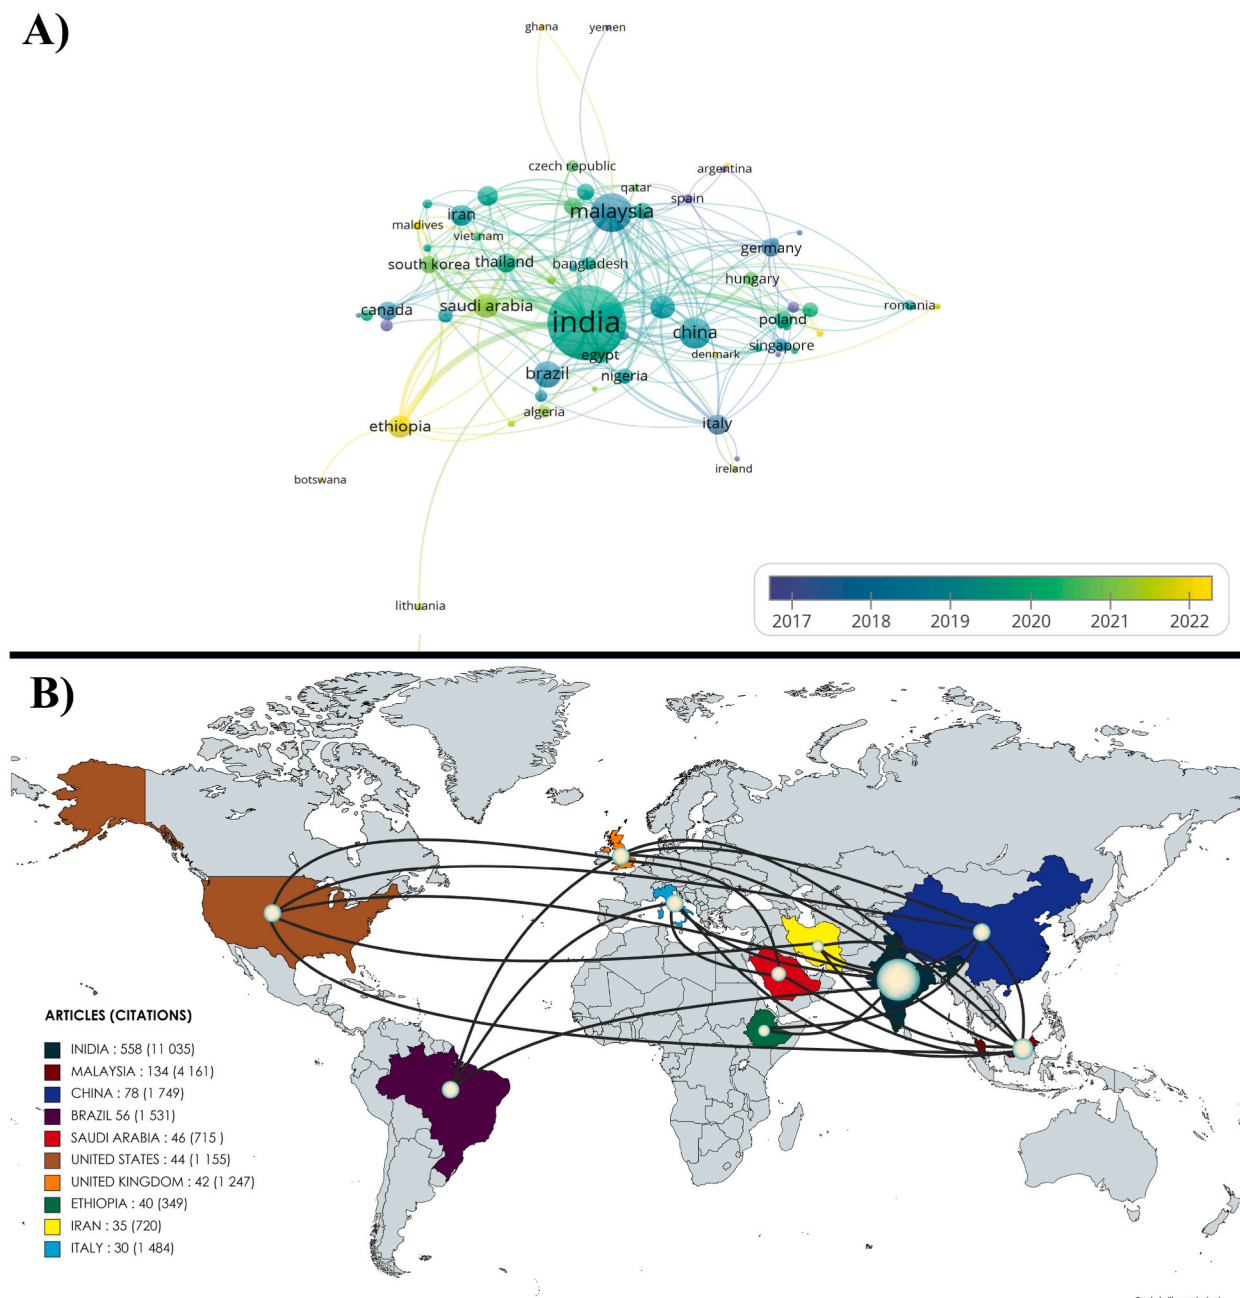 A)
ghana
yemen
czech republic
argentina
qatar
spain
malaysia
iran
maldives
viet nam
germany
south korea
thailand
bangladesh
hungary
canada
saudi arabia
romania
india
poland
china
singapore
egypt
denmark
brazil
nigeria
algeria
ethiopia
italy
ireland
botswana
lithuania
2017 2018 2019 2020 2021 2022
B)
ARTICLES (CITATIONS)
INIDIA : 558 (11 035)
MALAYSIA : 134 (4 161)
CHINA : 78 (1 749)
BRAZIL 56 (1 531)
SAUDI ARABIA : 46 (715 )
UNITED STATES : 44 (1 155)
UNITED KINGDOM : 42 (1 247)
ETHIOPIA : 40 (349)
IRAN : 35 (720)
ITALY : 30 (1 484)